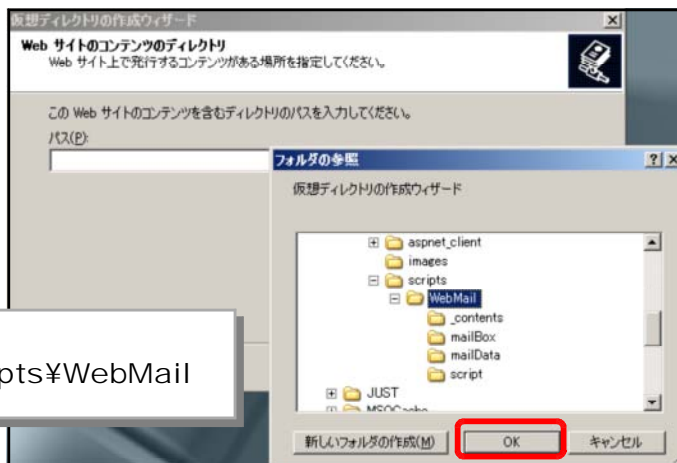 仮想ディレクトリの作成ウィザード
Web サイトのコンテンツのディレクトリ
Web サイト上で発行するコンテンツがある場所を指定してください。
この Web サイトのコンテンツを含むディレクトリのパスを入力してください。
パス(P):
フォルダの参照
仮想ディレクトリの作成ウィザード
aspnet_client
images
scripts
WebMail
_contents
mailBox
mailData
script
JUST
MSOCache
新しいフォルダの作成(M)
OK
キャンセル
pts¥WebMail